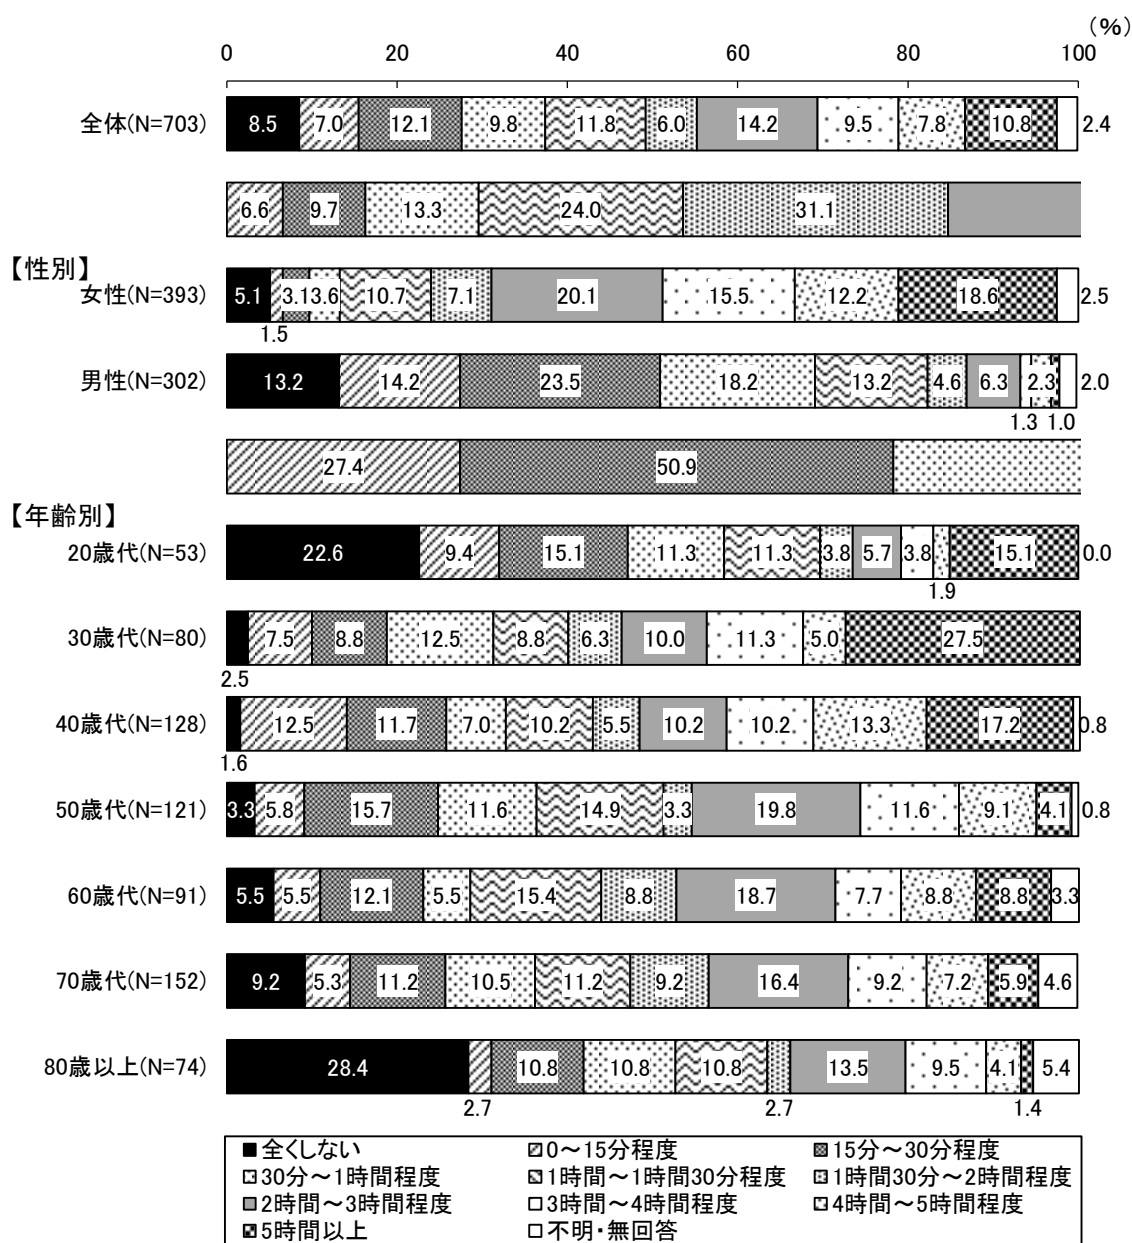 (%)
0 20 40 60 80 100
全体(N=703) 8.5 7.0 12.1 9.8 11.8 6.0 14.2 9.5 7.8 10.8 2.4
6.6 9.7 13.3 24.0 31.1
【性別】
女性(N=393) 5.1 3.1 3.6 10.7 7.1 20.1 15.5 12.2 18.6 2.5
1.5
男性(N=302) 13.2 14.2 23.5 18.2 13.2 4.6 6.3 2.3 2.0
1.3 1.0
27.4 50.9
【年齢別】
20歳代(N=53) 22.6 9.4 15.1 11.3 11.3 3.8 5.7 3.8 15.1 0.0
1.9
30歳代(N=80) 7.5 8.8 12.5 8.8 6.3 10.0 11.3 5.0 27.5
2.5
40歳代(N=128) 12.5 11.7 7.0 10.2 5.5 10.2 10.2 13.3 17.2 0.8
1.6
50歳代(N=121) 3.3 5.8 15.7 11.6 14.9 3.3 19.8 11.6 9.1 4.1 0.8
60歳代(N=91) 5.5 5.5 12.1 5.5 15.4 8.8 18.7 7.7 8.8 8.8 3.3
70歳代(N=152) 9.2 5.3 11.2 10.5 11.2 9.2 16.4 9.2 7.2 5.9 4.6
80歳以上(N=74) 28.4 10.8 10.8 10.8 13.5 9.5 4.1 5.4
2.7 2.7 1.4
全くしない 0～15分程度 15分～30分程度
30分～1時間程度 1時間～1時間30分程度 1時間30分～2時間程度
2時間～3時間程度 3時間～4時間程度 4時間～5時間程度
5時間以上 不明・無回答